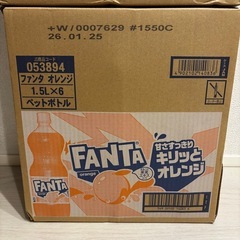 +W/0007629 #1550C
26.01.25
053894
ファンタ オレンジ
1.5L×6
ペットボトル
FANTA
orange
甘さすっきり
キリッと
オレンジ
FANTA